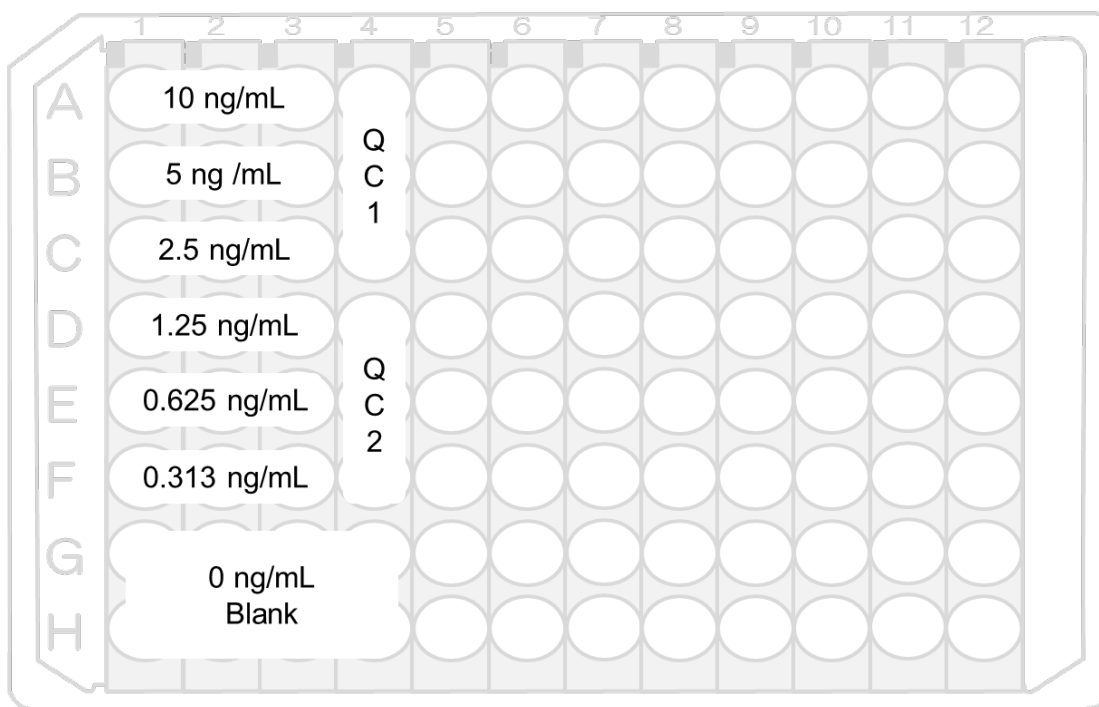 1 2 3 4 5 6 7 8 9 10 11 12
A 10 ng/mL
B 5 ng /mL
C 2.5 ng/mL
Q
C
1
D 1.25 ng/mL
E 0.625 ng/mL
F 0.313 ng/mL
Q
C
2
G
H
0 ng/mL
Blank